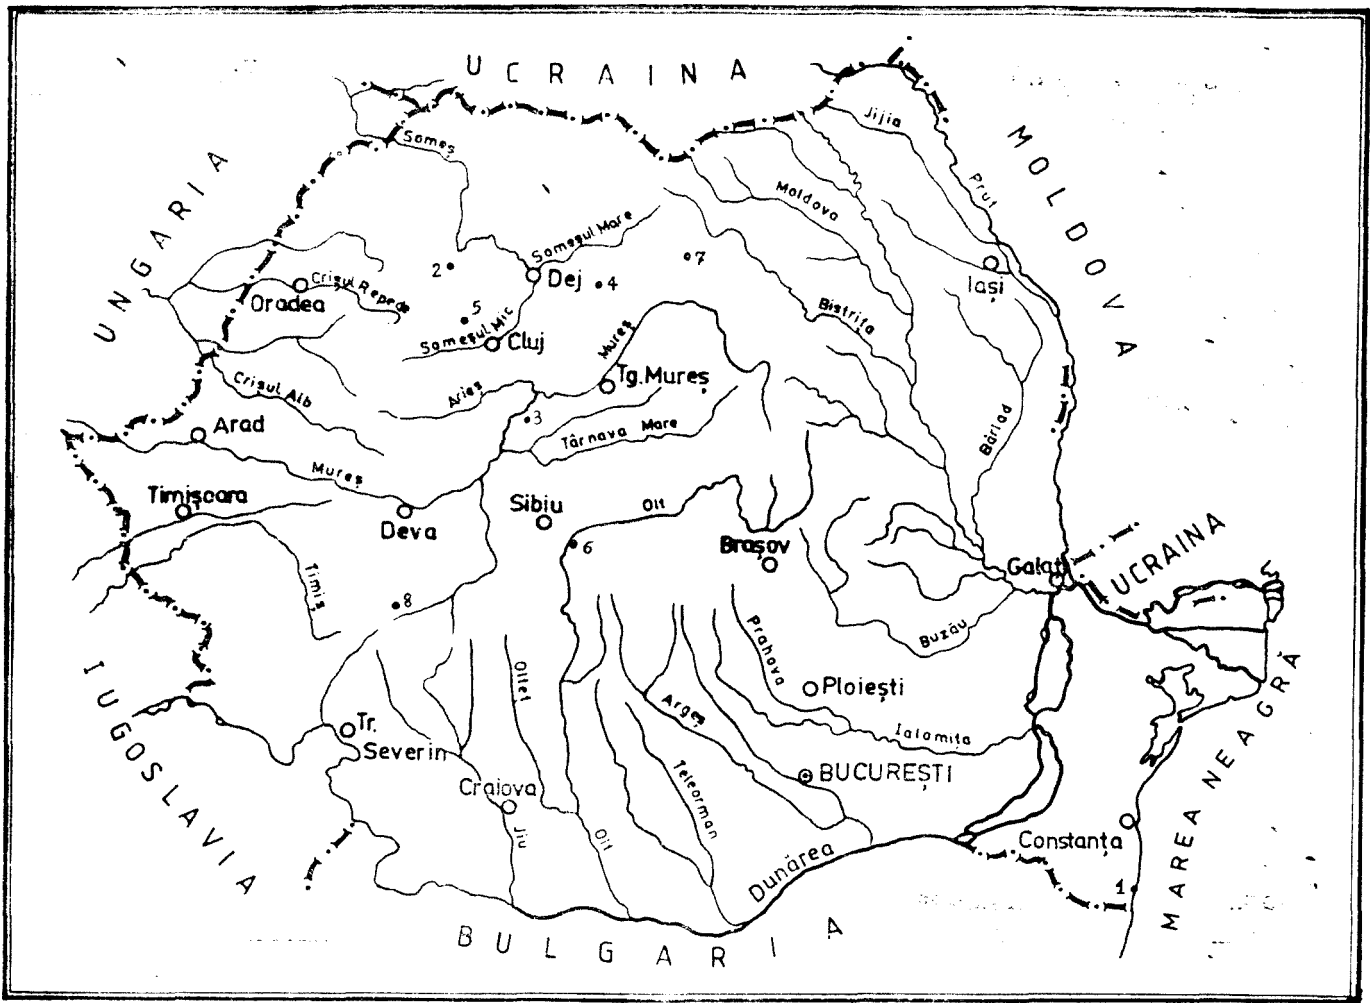 UCRAINA
UNGARIA
MOLDOVA
Jijia
Someș
Prut
Moldova
Someșul Mare
2
7
Iași
Dej
4
Crișul Repede
Oradea
5
Someșul Mic
Cluj
Bistrița
Mureș
Tg. Mureș
Crișul Alb
Arieș
3
Târnava Mare
Bârlad
Arad
Mureș
Timișoara
Deva
Sibiu
Olt
6
Brașov
Galați
UCRAINA
Timiș
8
Prahova
Buzău
Olteț
Ploiești
IUGOSLAVIA
Argeș
Ialomița
Tr.
Severin
Teleorman
BUCUREȘTI
Craiova
Jiu
Olt
Dunărea
Constanța
1
MAREA NEAGRĂ
BULGARIA